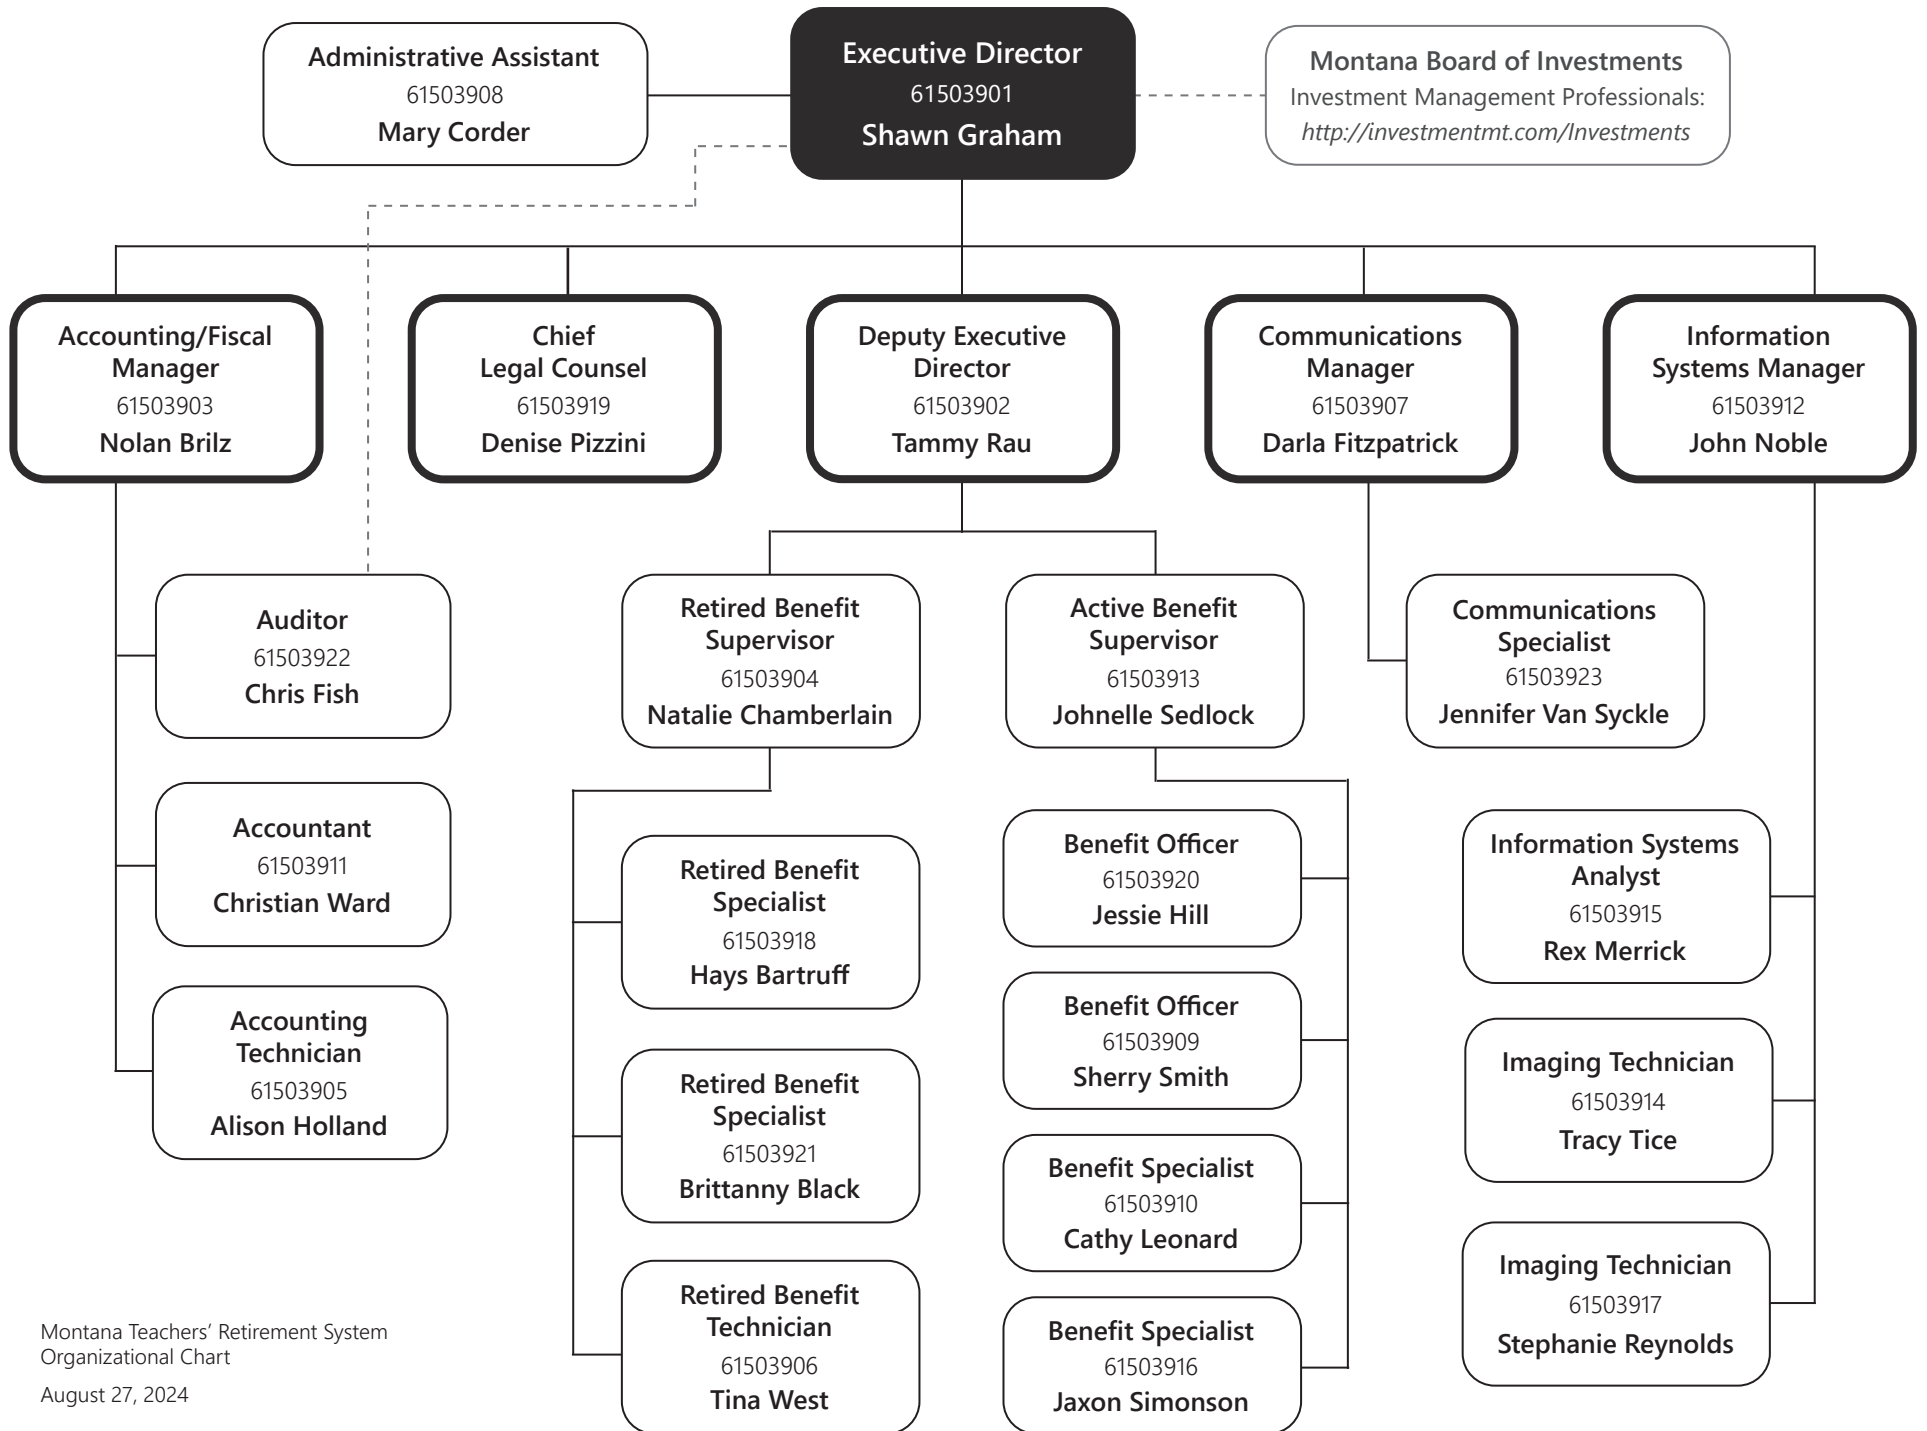 Administrative Assistant
61503908
Mary Corder
Executive Director
61503901
Shawn Graham
Montana Board of Investments
Investment Management Professionals:
http://investmentmt.com/Investments
Accounting/Fiscal
Manager
61503903
Nolan Brilz
Chief
Legal Counsel
61503919
Denise Pizzini
Deputy Executive
Director
61503902
Tammy Rau
Communications
Manager
61503907
Darla Fitzpatrick
Information
Systems Manager
61503912
John Noble
Auditor
61503922
Chris Fish
Retired Benefit
Supervisor
61503904
Natalie Chamberlain
Active Benefit
Supervisor
61503913
Johnelle Sedlock
Communications
Specialist
61503923
Jennifer Van Syckle
Accountant
61503911
Christian Ward
Accounting
Technician
61503905
Alison Holland
Retired Benefit
Specialist
61503918
Hays Bartruff
Retired Benefit
Specialist
61503921
Brittanny Black
Retired Benefit
Technician
61503906
Tina West
Benefit Officer
61503920
Jessie Hill
Benefit Officer
61503909
Sherry Smith
Benefit Specialist
61503910
Cathy Leonard
Benefit Specialist
61503916
Jaxon Simonson
Information Systems
Analyst
61503915
Rex Merrick
Imaging Technician
61503914
Tracy Tice
Imaging Technician
61503917
Stephanie Reynolds
Montana Teachers’ Retirement System
Organizational Chart
August 27, 2024